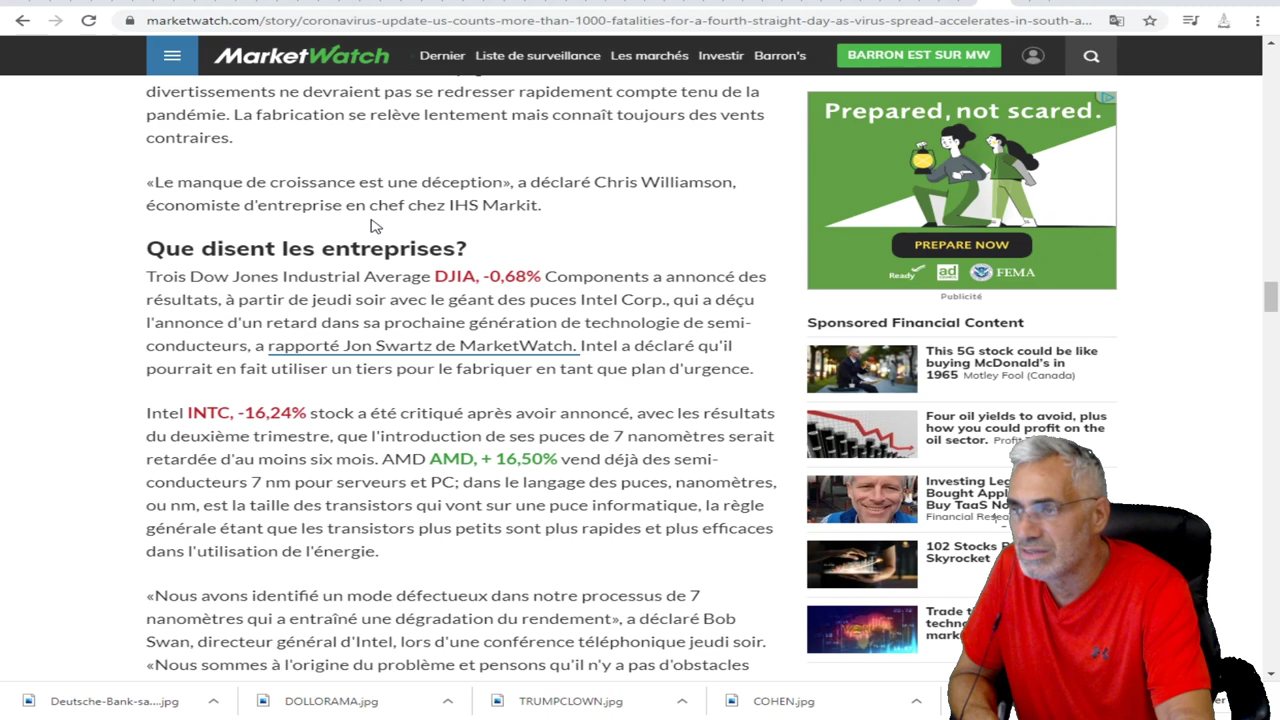 marketwatch.com/story/coronavirus-update-us-counts-more-than-1000-fatalities-for-a-fourth-straight-day-as-virus-spread-accelerates-in-south-a...
MarketWatch Dernier Liste de surveillance Les marchés Investir Barron's BARRON EST SUR MW
divertissements ne devraient pas se redresser rapidement compte tenu de la
pandémie. La fabrication se relève lentement mais connaît toujours des vents
contraires.
«Le manque de croissance est une déception», a déclaré Chris Williamson,
économiste d'entreprise en chef chez IHS Markit.
Que disent les entreprises?
Trois Dow Jones Industrial Average DJIA, -0,68% Components a annoncé des
résultats, à partir de jeudi soir avec le géant des puces Intel Corp., qui a déçu
l'annonce d'un retard dans sa prochaine génération de technologie de semi-
conducteurs, a rapporté Jon Swartz de MarketWatch. Intel a déclaré qu'il
pourrait en fait utiliser un tiers pour le fabriquer en tant que plan d'urgence.
Intel INTC, -16,24% stock a été critiqué après avoir annoncé, avec les résultats
du deuxième trimestre, que l'introduction de ses puces de 7 nanomètres serait
retardée d'au moins six mois. AMD AMD, + 16,50% vend déjà des semi-
conducteurs 7 nm pour serveurs et PC; dans le langage des puces, nanomètres,
ou nm, est la taille des transistors qui vont sur une puce informatique, la règle
générale étant que les transistors plus petits sont plus rapides et plus efficaces
dans l'utilisation de l'énergie.
«Nous avons identifié un mode défectueux dans notre processus de 7
nanomètres qui a entraîné une dégradation du rendement», a déclaré Bob
Swan, directeur général d'Intel, lors d'une conférence téléphonique jeudi soir.
«Nous sommes à l'origine du problème et pensons qu'il n'y a pas d'obstacles
Prepared, not scared.
PREPARE NOW
Ready ad FEMA
Publicité
Sponsored Financial Content
This 5G stock could be like
buying McDonald's in
1965 Motley Fool (Canada)
Four oil yields to avoid, plus
how you could profit on the
oil sector.
Investing
Bought
Buy TaaS
Financial
102 Stocks
Skyrocket
Trade
Deutsche-Bank-sa....jpg DOLLORAMA.jpg TRUMPCLOWN.jpg COHEN.jpg